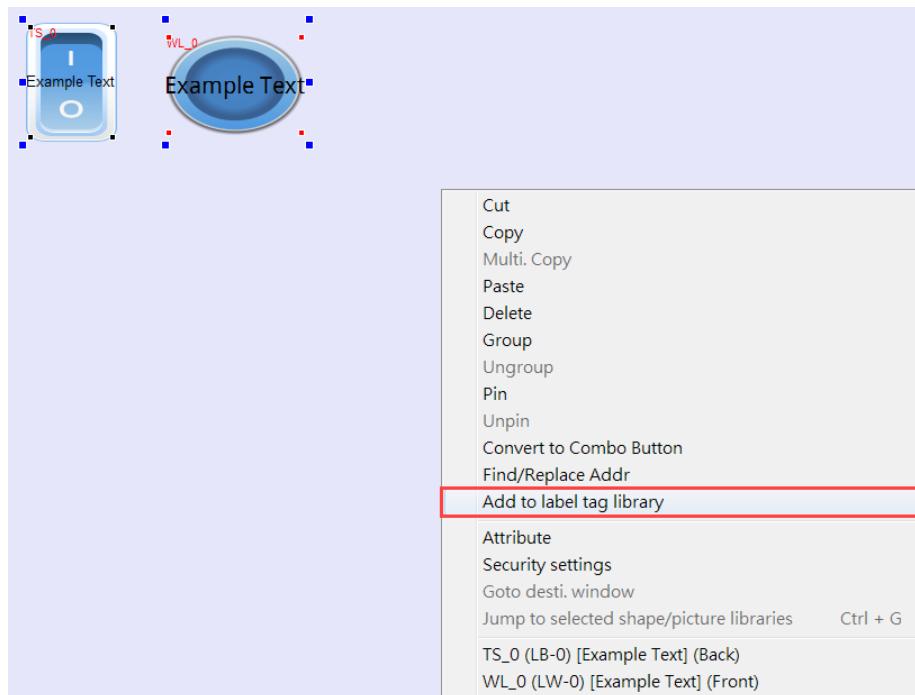 TS_0
I
Example Text
O
WL_0
Example Text
Cut
Copy
Multi. Copy
Paste
Delete
Group
Ungroup
Pin
Unpin
Convert to Combo Button
Find/Replace Addr
Add to label tag library
Attribute
Security settings
Goto desti. window
Jump to selected shape/picture libraries Ctrl + G
TS_0 (LB-0) [Example Text] (Back)
WL_0 (LW-0) [Example Text] (Front)